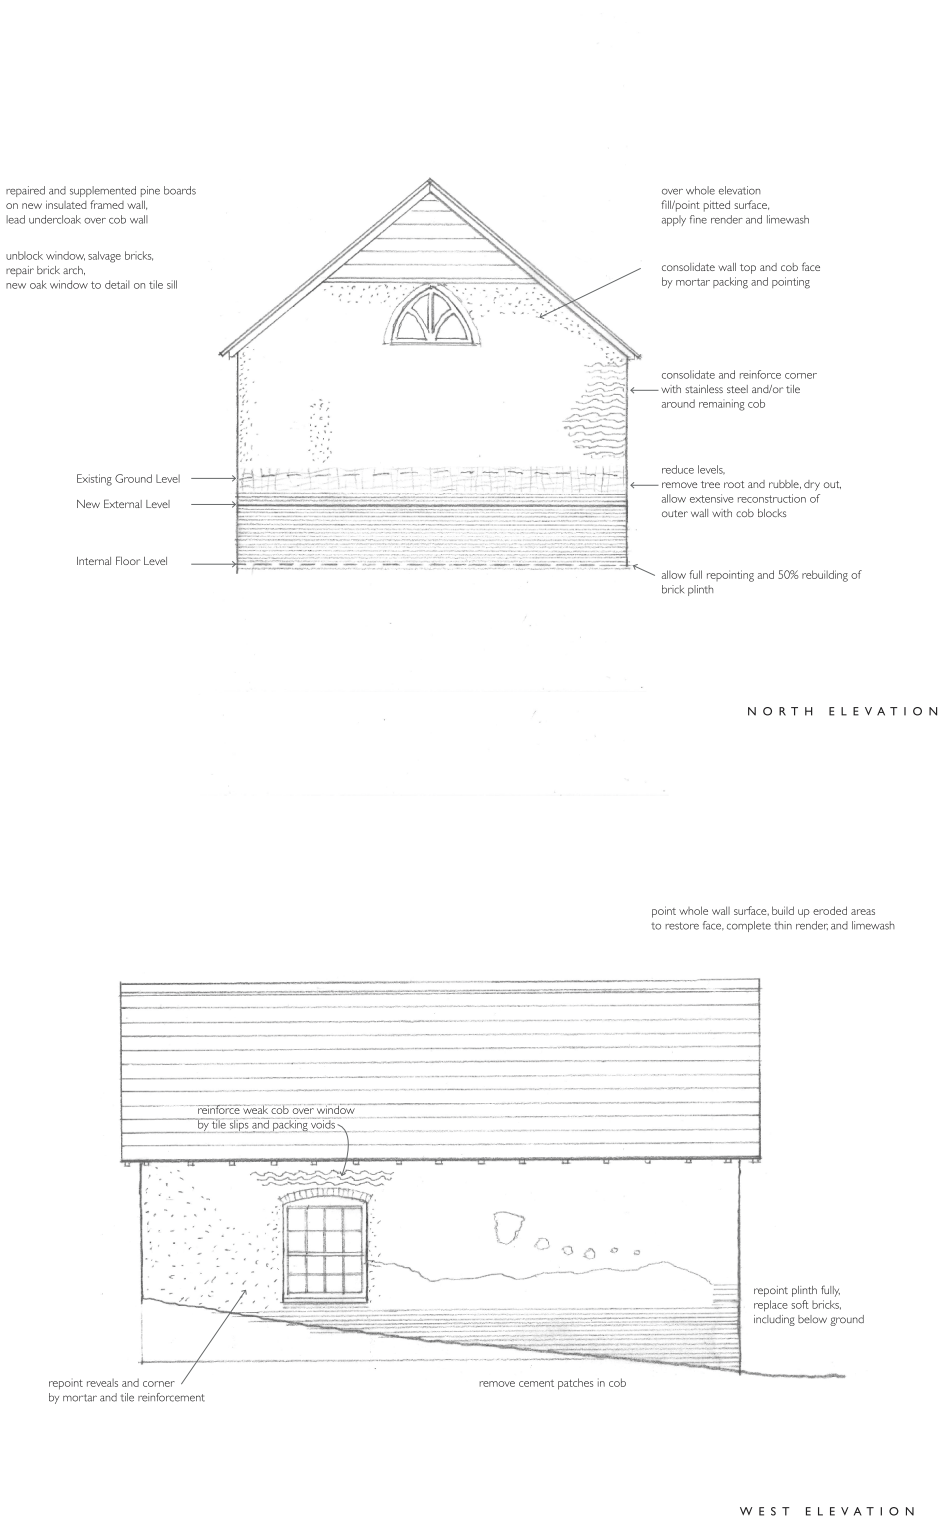 repaired and supplemented pine boards
on new insulated framed wall,
lead undercloak over cob wall
unblock window, salvage bricks,
repair brick arch,
new oak window to detail on tile sill
over whole elevation
fill/point pitted surface,
apply fine render and limewash
consolidate wall top and cob face
by mortar packing and pointing
consolidate and reinforce corner
with stainless steel and/or tile
around remaining cob
Existing Ground Level
New External Level
Internal Floor Level
reduce levels,
remove tree root and rubble, dry out,
allow extensive reconstruction of
outer wall with cob blocks
allow full repointing and 50% rebuilding of
brick plinth
NORTH ELEVATION
point whole wall surface, build up eroded areas
to restore face, complete thin render, and limewash
reinforce weak cob over window
by tile slips and packing voids
repoint plinth fully,
replace soft bricks,
including below ground
repoint reveals and corner
by mortar and tile reinforcement
remove cement patches in cob
WEST ELEVATION